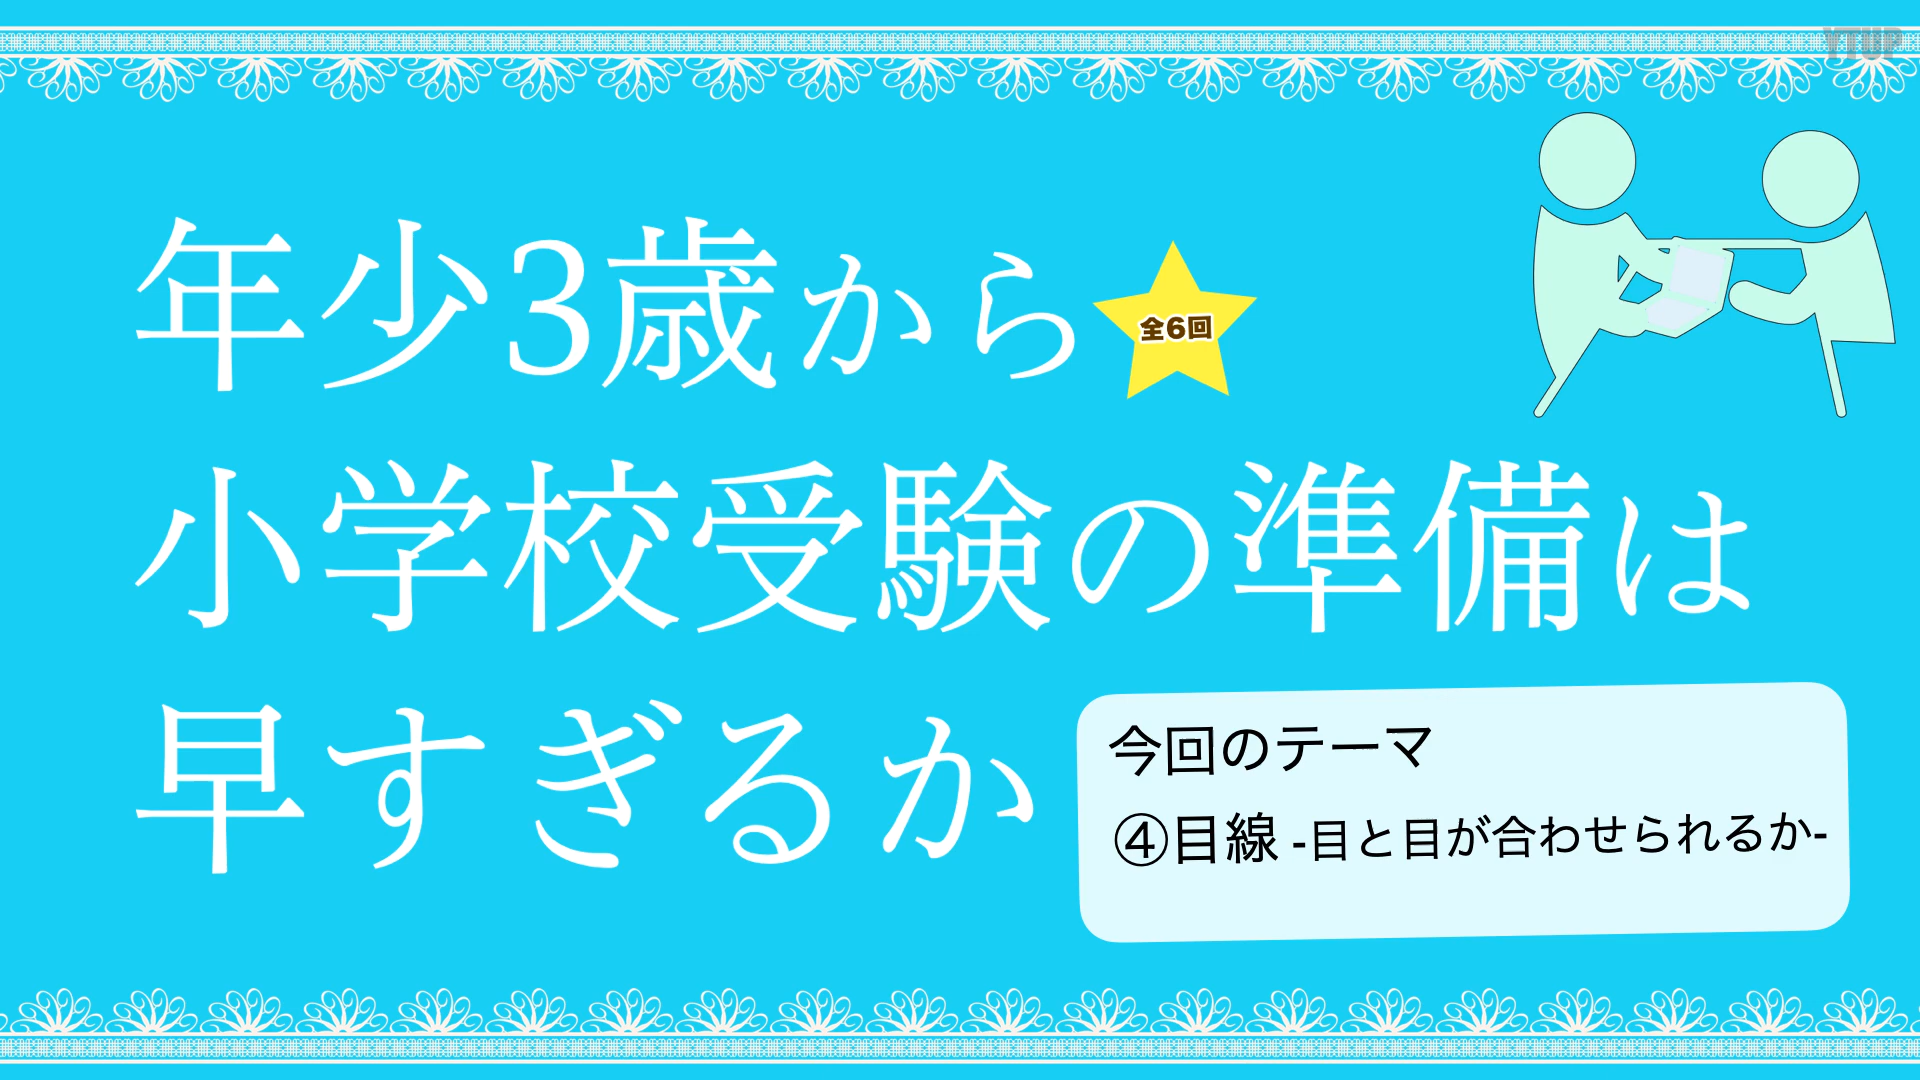 YTUP
年少3歳から
全6回
小学校受験の準備は
早すぎるか
今回のテーマ
④目線 -目と目が合わせられるか-